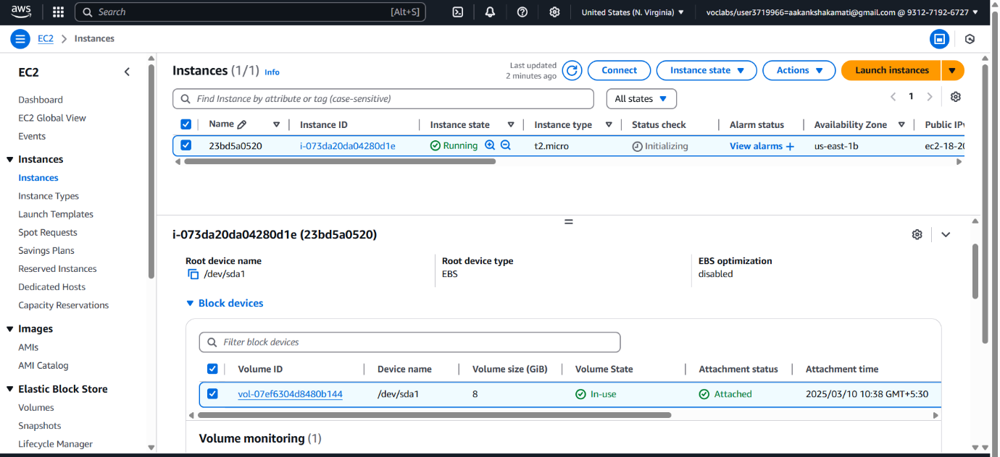 aws Search [Alt+S] United States (N. Virginia) voclabs/user3719966=aakankshakamati@gmail.com @ 9312-7192-6727
EC2 Instances
EC2
Dashboard
EC2 Global View
Events
Instances
Instances
Instance Types
Launch Templates
Spot Requests
Savings Plans
Reserved Instances
Dedicated Hosts
Capacity Reservations
Images
AMIs
AMI Catalog
Elastic Block Store
Volumes
Snapshots
Lifecycle Manager
Instances (1/1) Info
Last updated
2 minutes ago
Connect Instance state Actions Launch instances
Find Instance by attribute or tag (case-sensitive) All states 1
Name Instance ID Instance state Instance type Status check Alarm status Availability Zone Public IPv
23bd5a0520 i-073da20da04280d1e Running t2.micro Initializing View alarms + us-east-1b ec2-18-20
i-073da20da04280d1e (23bd5a0520)
Root device name Root device type EBS optimization
/dev/sda1 EBS disabled
Block devices
Filter block devices
Volume ID Device name Volume size (GiB) Volume State Attachment status Attachment time
vol-07ef6304d8480b144 /dev/sda1 8 In-use Attached 2025/03/10 10:38 GMT+5:30
Volume monitoring (1)